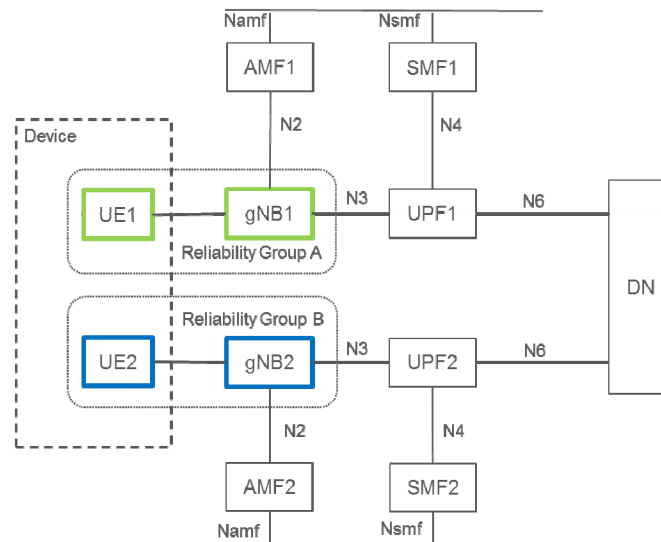 Namf
Nsmf
AMF1
SMF1
N2
N4
Device
UE1
gNB1
N3
UPF1
N6
Reliability Group A
DN
Reliability Group B
UE2
gNB2
N3
UPF2
N6
N2
N4
AMF2
SMF2
Namf
Nsmf